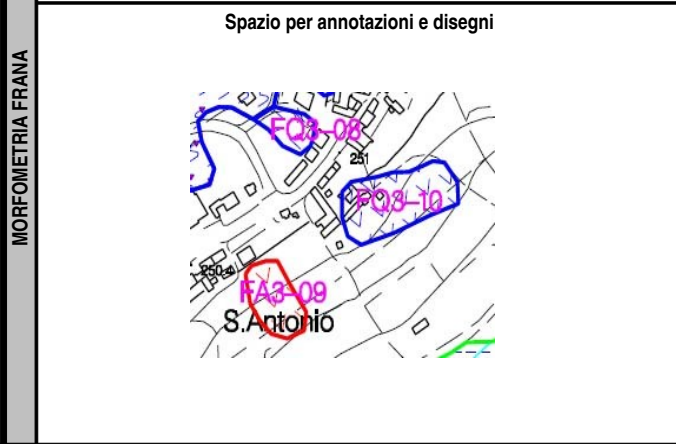 MORFOMETRIA FRANA
Spazio per annotazioni e disegni
FQ3-08
251
FQ3-10
250.4
FA3-09
S.Antonio